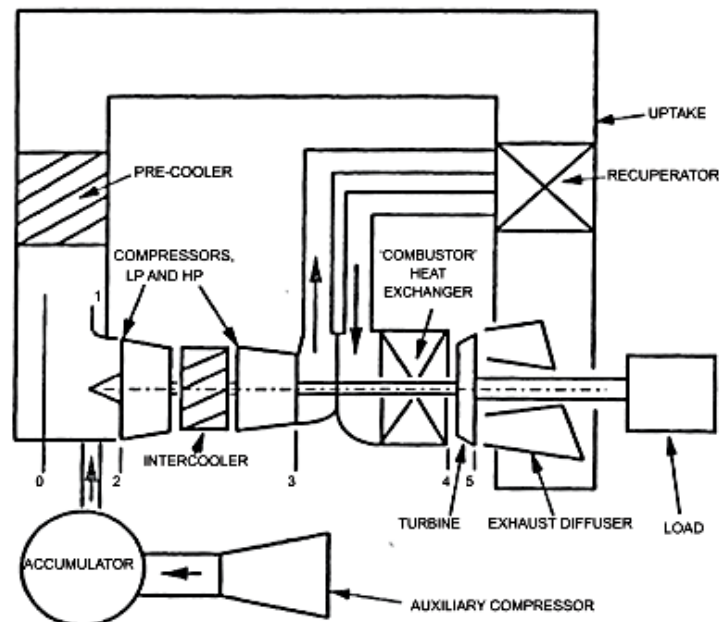 UPTAKE
PRE-COOLER
RECUPERATOR
COMPRESSORS,
LP AND HP
'COMBUSTOR'
HEAT
EXCHANGER
1
INTERCOOLER
0
2
3
4
5
TURBINE
EXHAUST DIFFUSER
LOAD
ACCUMULATOR
AUXILIARY COMPRESSOR